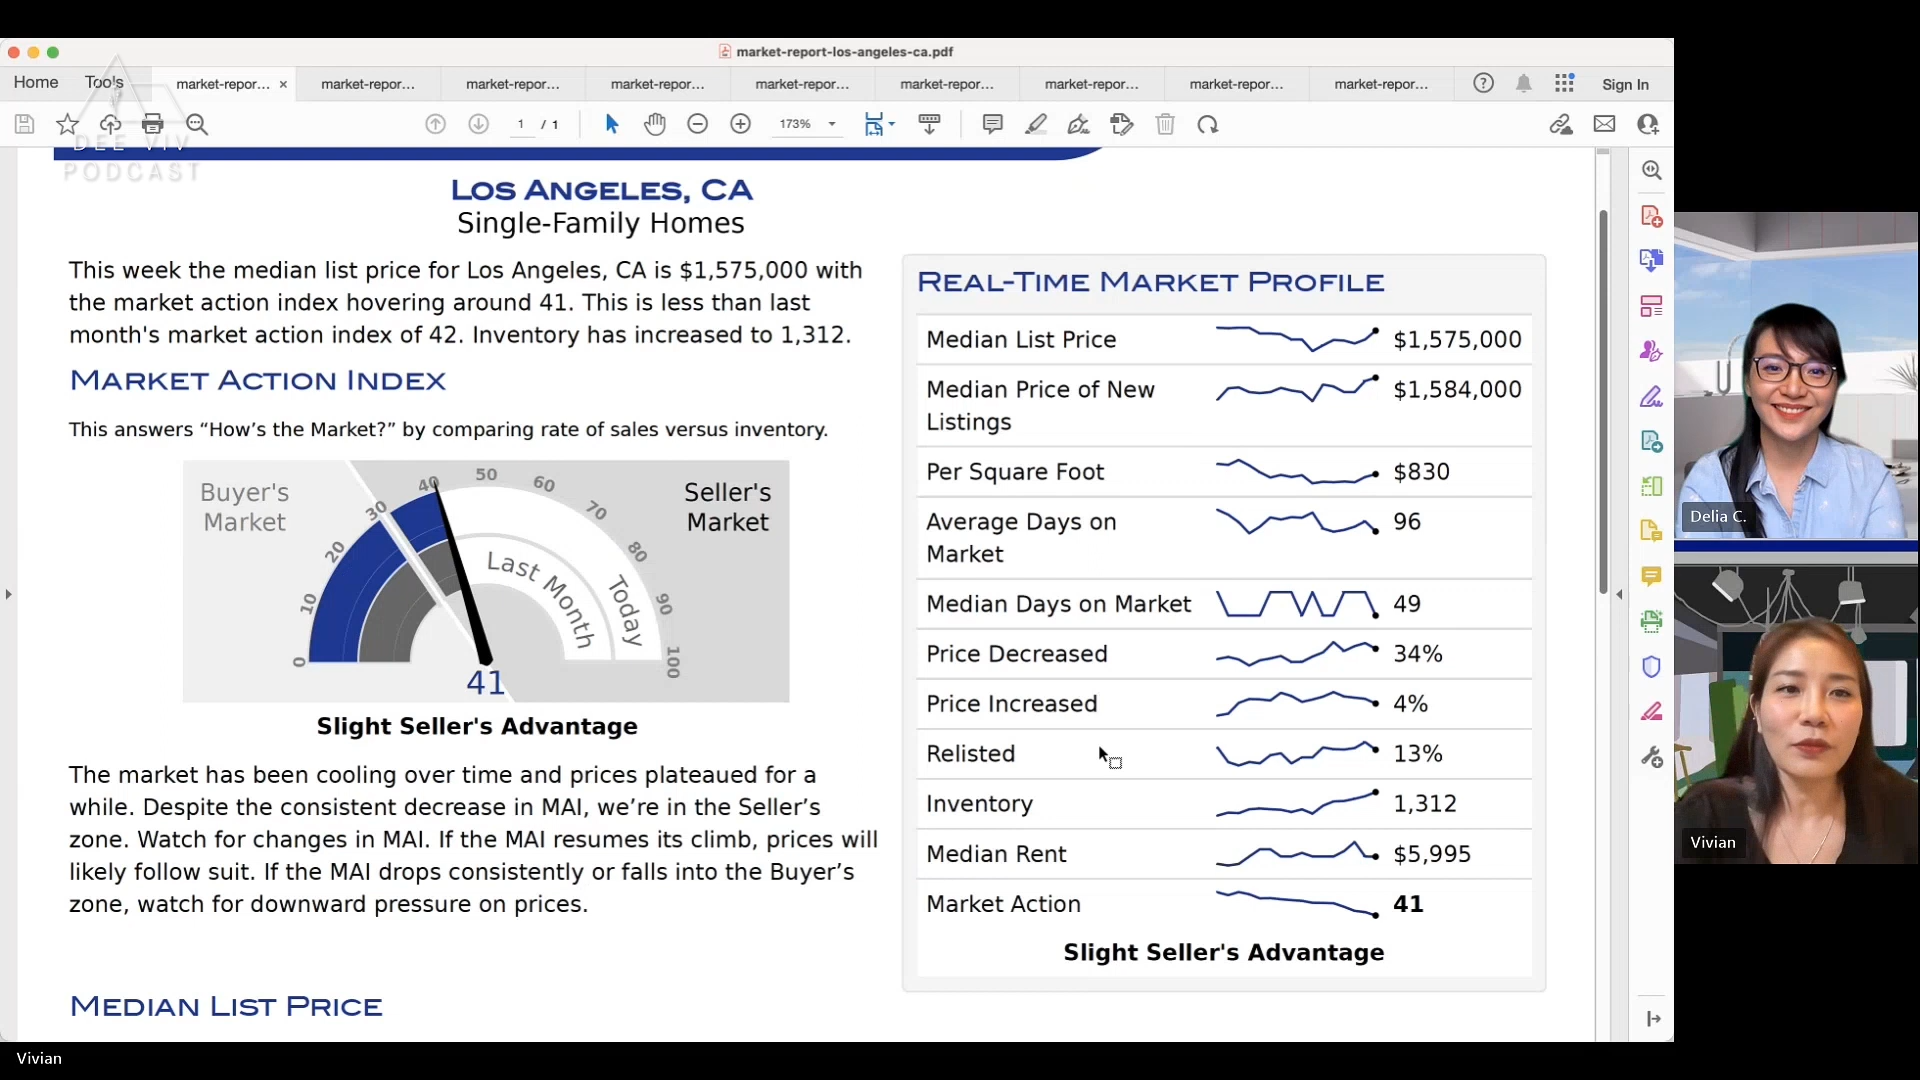 market-report-los-angeles-ca.pdf
Home
Tools
market-repor...
market-repor...
market-repor...
market-repor...
market-repor...
market-repor...
market-repor...
market-repor...
market-repor...
Sign In
1 / 1
173%
DEE VIV
PODCAST
LOS ANGELES, CA
Single-Family Homes
This week the median list price for Los Angeles, CA is $1,575,000 with
the market action index hovering around 41. This is less than last
month's market action index of 42. Inventory has increased to 1,312.
MARKET ACTION INDEX
This answers “How’s the Market?” by comparing rate of sales versus inventory.
Buyer's
Market
Seller's
Market
0
10
20
30
40
50
60
70
80
90
100
Last Month
Today
41
Slight Seller's Advantage
The market has been cooling over time and prices plateaued for a
while. Despite the consistent decrease in MAI, we’re in the Seller’s
zone. Watch for changes in MAI. If the MAI resumes its climb, prices will
likely follow suit. If the MAI drops consistently or falls into the Buyer’s
zone, watch for downward pressure on prices.
MEDIAN LIST PRICE
REAL-TIME MARKET PROFILE
Median List Price $1,575,000
Median Price of New
Listings $1,584,000
Per Square Foot $830
Average Days on
Market 96
Median Days on Market 49
Price Decreased 34%
Price Increased 4%
Relisted 13%
Inventory 1,312
Median Rent $5,995
Market Action 41
Slight Seller's Advantage
Delia C.
Vivian
Vivian